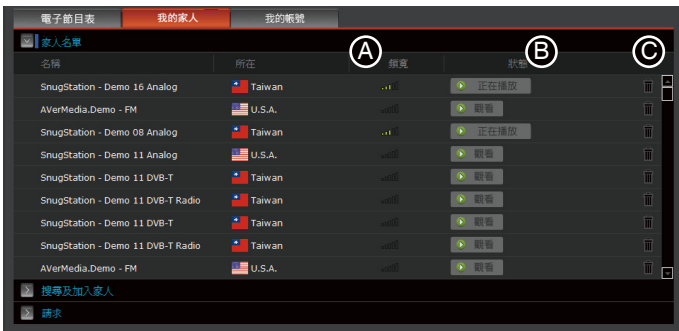 電子節目表 我的家人 我的帳號
家人名單 A B C
名稱 所在 頻寬 狀態
SnugStation - Demo 16 Analog Taiwan 正在播放
AVerMedia.Demo - FM U.S.A. 觀看
SnugStation - Demo 08 Analog Taiwan 正在播放
SnugStation - Demo 11 Analog U.S.A. 觀看
SnugStation - Demo 11 DVB-T Taiwan 觀看
SnugStation - Demo 11 DVB-T Radio Taiwan 觀看
SnugStation - Demo 11 DVB-T Taiwan 觀看
SnugStation - Demo 11 DVB-T Radio Taiwan 觀看
AVerMedia.Demo - FM U.S.A. 觀看
搜尋及加入家人
請求